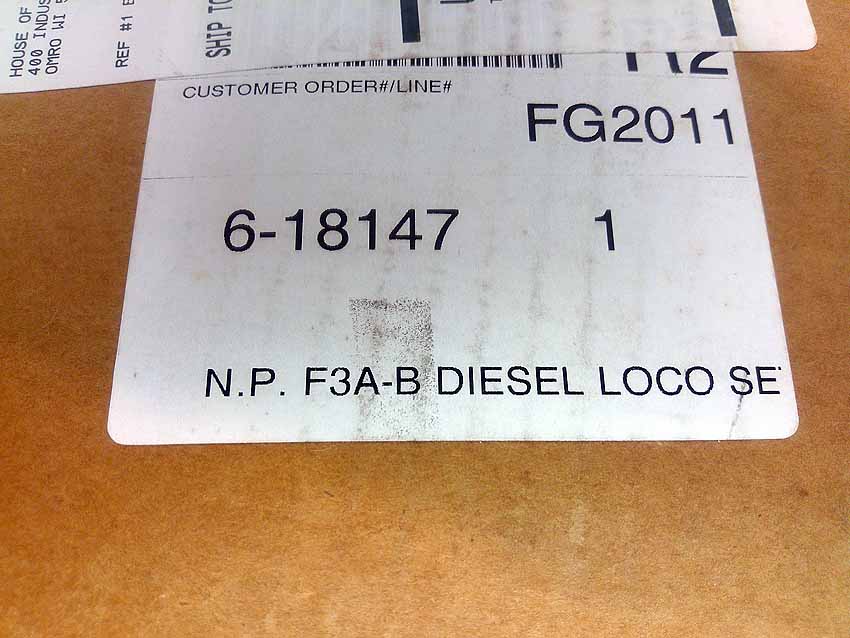 HOUSE OF
400 INDUS
OMRO WI
REF #1
SHIP TO
CUSTOMER ORDER#/LINE#
FG2011
6-18147 1
N.P. F3A-B DIESEL LOCO SE